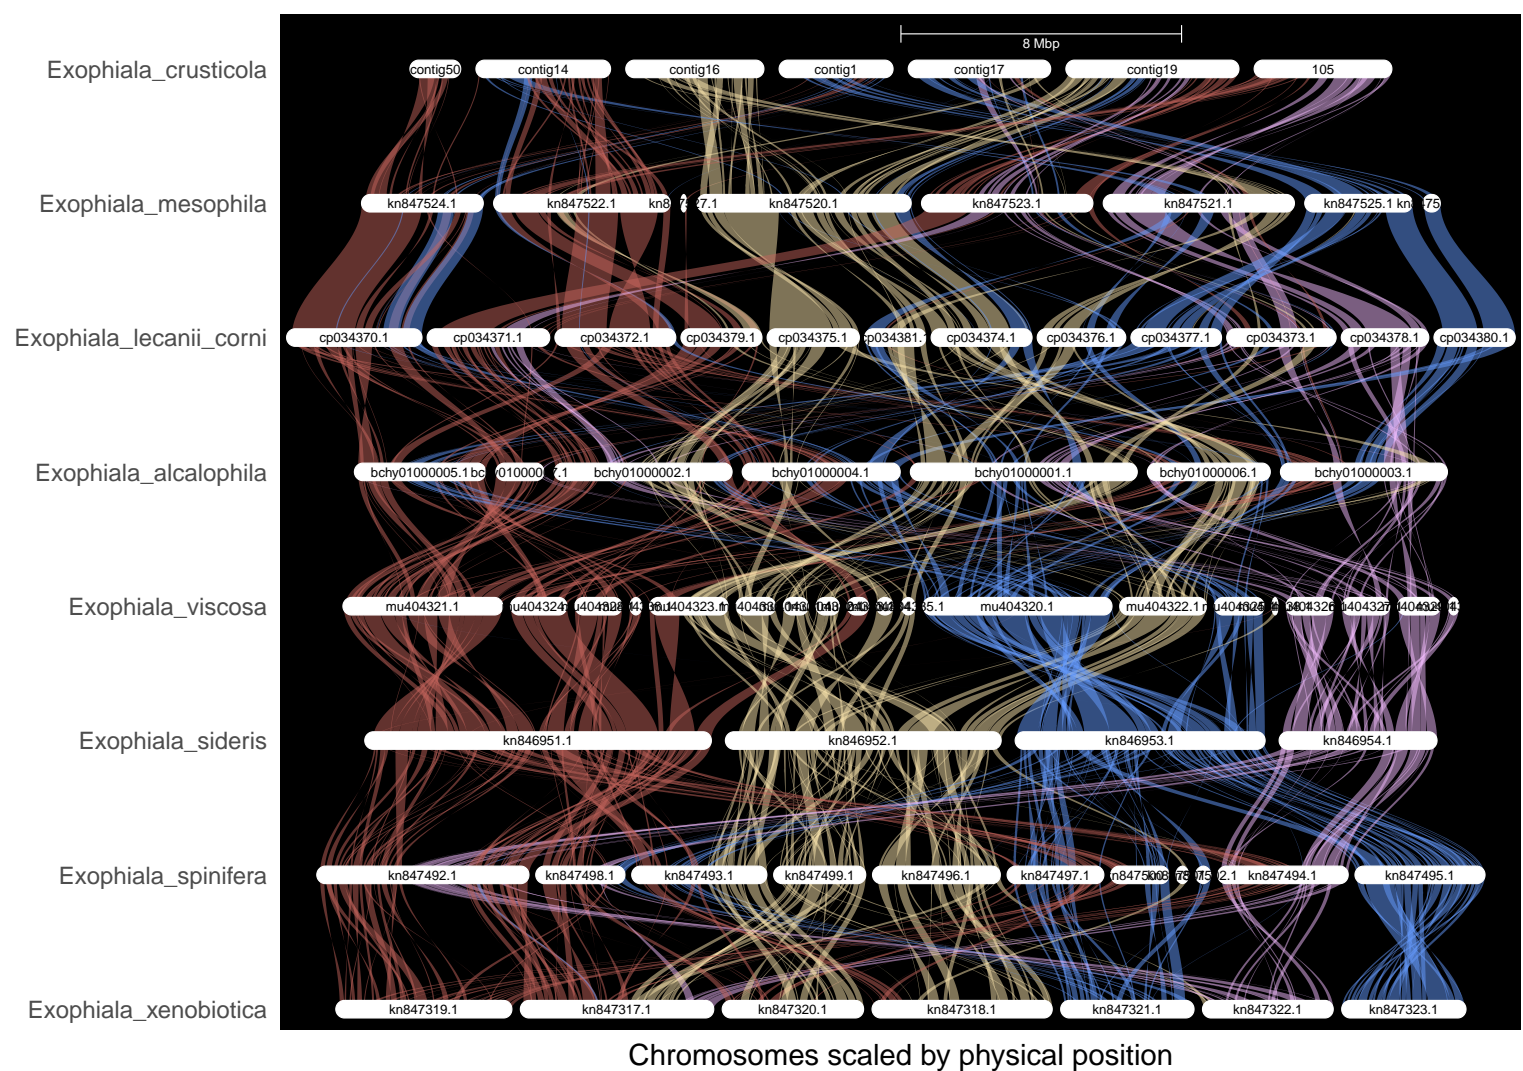 8 Mbp
Exophiala_crusticola contig50 contig14 contig16 contig1 contig17 contig19 105
Exophiala_mesophila kn847524.1 kn847522.1 kn847520.1 kn847523.1 kn847521.1 kn847525.1
Exophiala_lecanii_corni cp034370.1 cp034371.1 cp034372.1 cp034379.1 cp034375.1 cp034381.1 cp034374.1 cp034376.1 cp034377.1 cp034373.1 cp034378.1 cp034380.1
Exophiala_alcalophila bchy01000005.1 bchy01000002.1 bchy01000004.1 bchy01000001.1 bchy01000006.1 bchy01000003.1
Exophiala_viscosa mu404321.1 mu404323.1 mu404320.1 mu404322.1
Exophiala_sideris kn846951.1 kn846952.1 kn846953.1 kn846954.1
Exophiala_spinifera kn847492.1 kn847498.1 kn847493.1 kn847499.1 kn847496.1 kn847497.1 kn847494.1 kn847495.1
Exophiala_xenobiotica kn847319.1 kn847317.1 kn847320.1 kn847318.1 kn847321.1 kn847322.1 kn847323.1
Chromosomes scaled by physical position